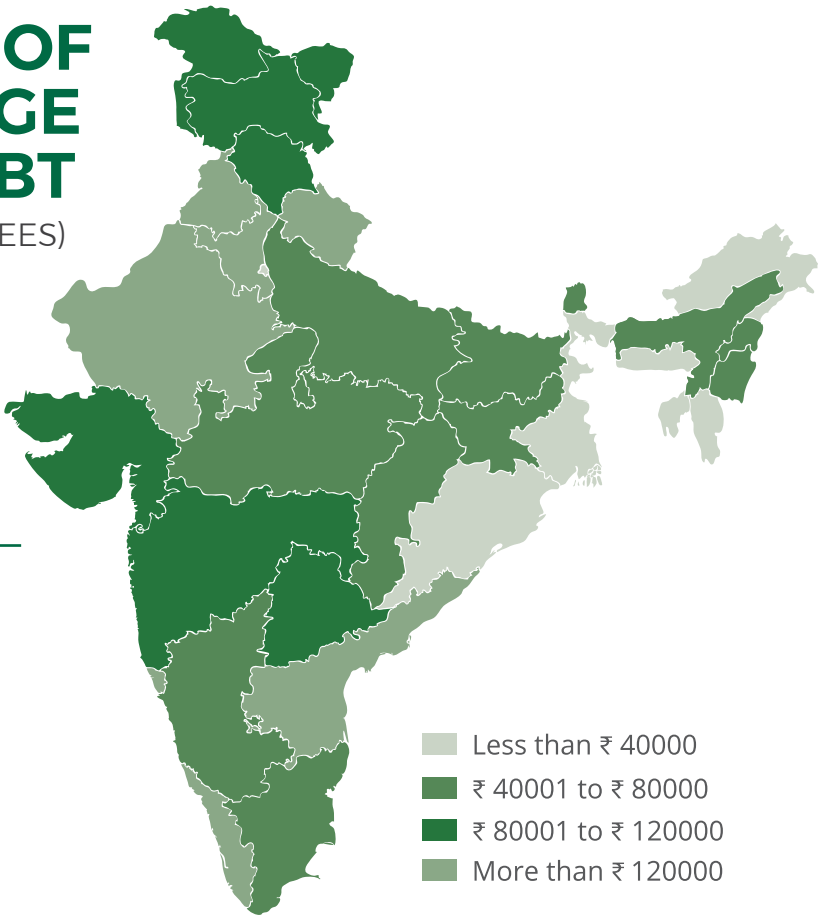 OF
GE
BT
EES)
Less than ₹ 40000
₹ 40001 to ₹ 80000
₹ 80001 to ₹ 120000
More than ₹ 120000